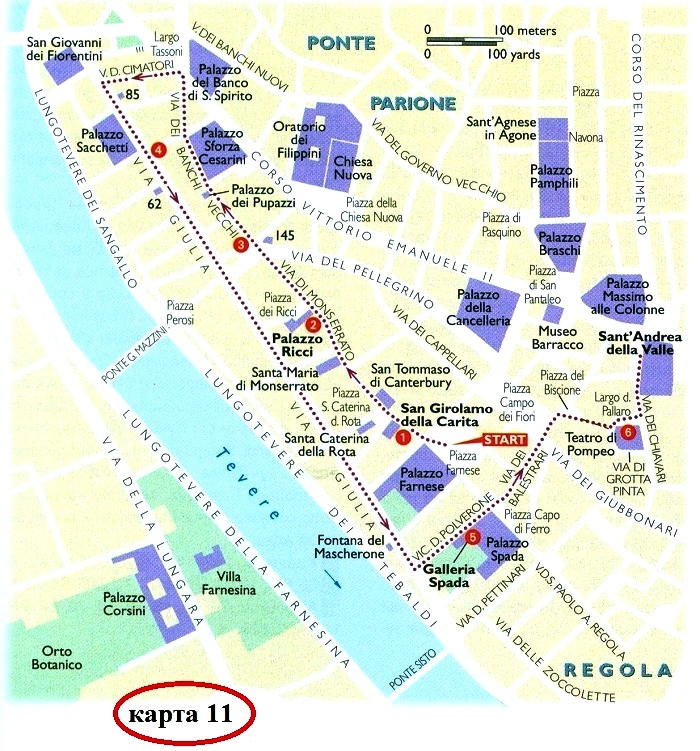 San Giovanni
dei Fiorentini
Largo
Tassoni
V. DEI BANCHI NUOVI
PONTE
0 100 meters
0 100 yards
CORSO DEL RINASCIMENTO
V. D. CIMATORI
Palazzo
del Banco
di S. Spirito
85
PARIONE
Piazza
Navona
Sant'Agnese
in Agone
Palazzo
Sacchetti
4
VIA DEI BANCHI VECCHI
Palazzo
Sforza
Cesarini
Oratorio
dei
Filippini
Chiesa
Nuova
VIA DEL GOVERNO VECCHIO
Palazzo
Pamphili
LUNGOTEVERE DEI SANGALLO
62
VIA GIULIA
Palazzo
dei Pupazzi
CORSO VITTORIO EMANUELE II
Piazza della
Chiesa Nuova
Piazza di
Pasquino
Palazzo
Braschi
3
145
VIA DEL PELLEGRINO
Piazza
di San
Pantaleo
Palazzo
Massimo
alle Colonne
VIA DI MONSERRATO
Palazzo
della
Cancelleria
Museo
Barracco
Piazza
Perosi
Piazza
dei Ricci
2
Palazzo
Ricci
VIA DEI CAPPELLARI
Sant'Andrea
della Valle
PONTE G. MAZZINI
Santa Maria
di Monserrato
San Tommaso
di Canterbury
Piazza del
Biscione
Largo d.
Pallaro
Piazza
S. Caterina
d. Rota
Piazza
Campo
dei Fiori
San Girolamo
della Carita
VIA DEI CHIAVARI
LUNGOTEVERE DEI TEBALDI
VIA GIULIA
Santa Caterina
della Rota
1
START
Teatro di
Pompeo
6
VIA DI
GROTTA
PINTA
Piazza
Farnese
VIA DEI
BALESTRARI
VIA DEI GIUBBONARI
Palazzo
Farnese
Tevere
LUNGOTEVERE DELLA FARNESINA
VIA DELLA LUNGARA
VIC. D. POLVERONE
Piazza Capo
di Ferro
Fontana del
Mascherone
5
Palazzo
Spada
Galleria
Spada
Villa
Farnesina
Palazzo
Corsini
VIA D. PETTINARI
V.D.S. PAOLO A. REGOLA
Orto
Botanico
VIA DELLE ZOCCOLETTE
REGOLA
PONTE SISTO
карта 11